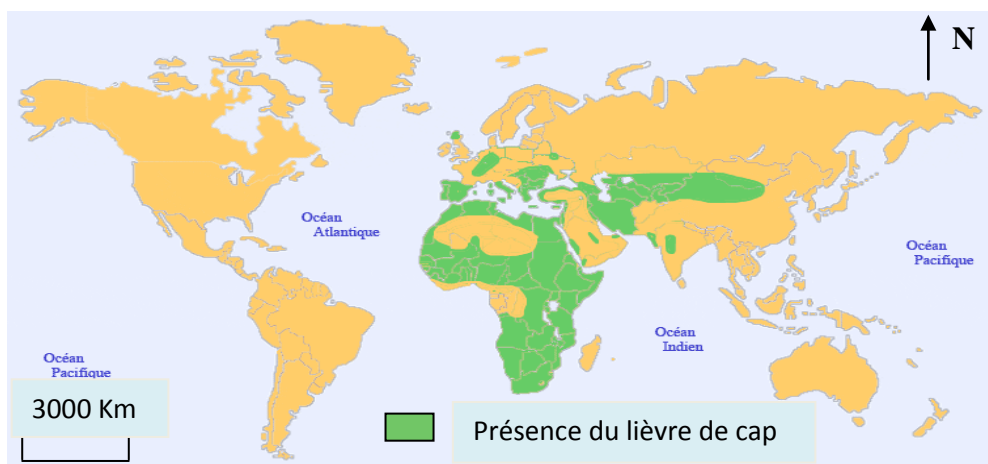 N
Océan
Atlantique
Océan
Pacifique
Océan
Indien
Océan
Pacifique
3000 Km
Présence du lièvre de cap